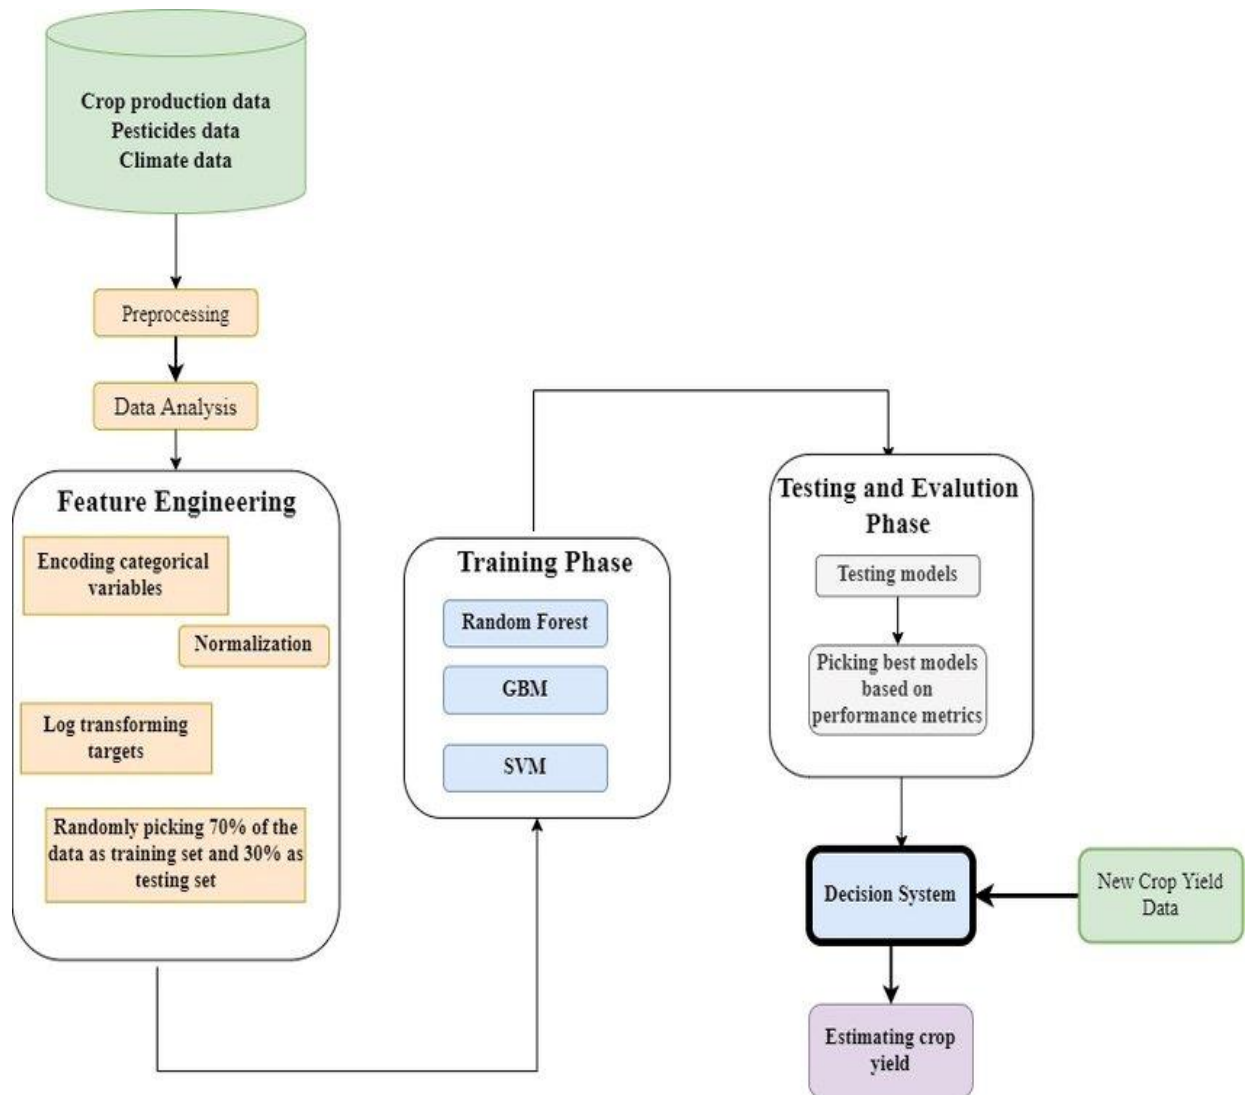 Crop production data
Pesticides data
Climate data
Preprocessing
Data Analysis
Feature Engineering
Encoding categorical
variables
Normalization
Log transforming
targets
Randomly picking 70% of the
data as training set and 30% as
testing set
Training Phase
Random Forest
GBM
SVM
Testing and Evalution
Phase
Testing models
Picking best models
based on
performance metrics
Decision System
New Crop Yield
Data
Estimating crop
yield